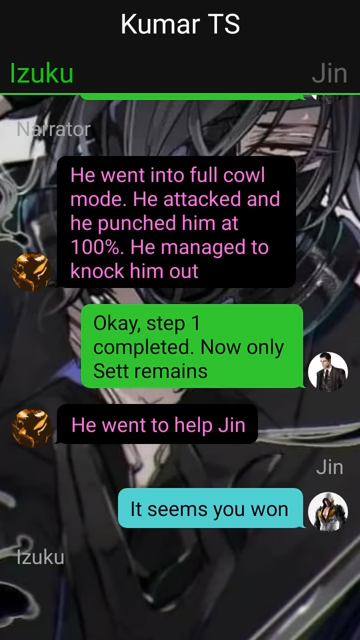 Kumar TS
Izuku
Jin
Narrator
He went into full cowl
mode. He attacked and
he punched him at
100%. He managed to
knock him out
Okay, step 1
completed. Now only
Sett remains
He went to help Jin
Jin
It seems you won
Izuku